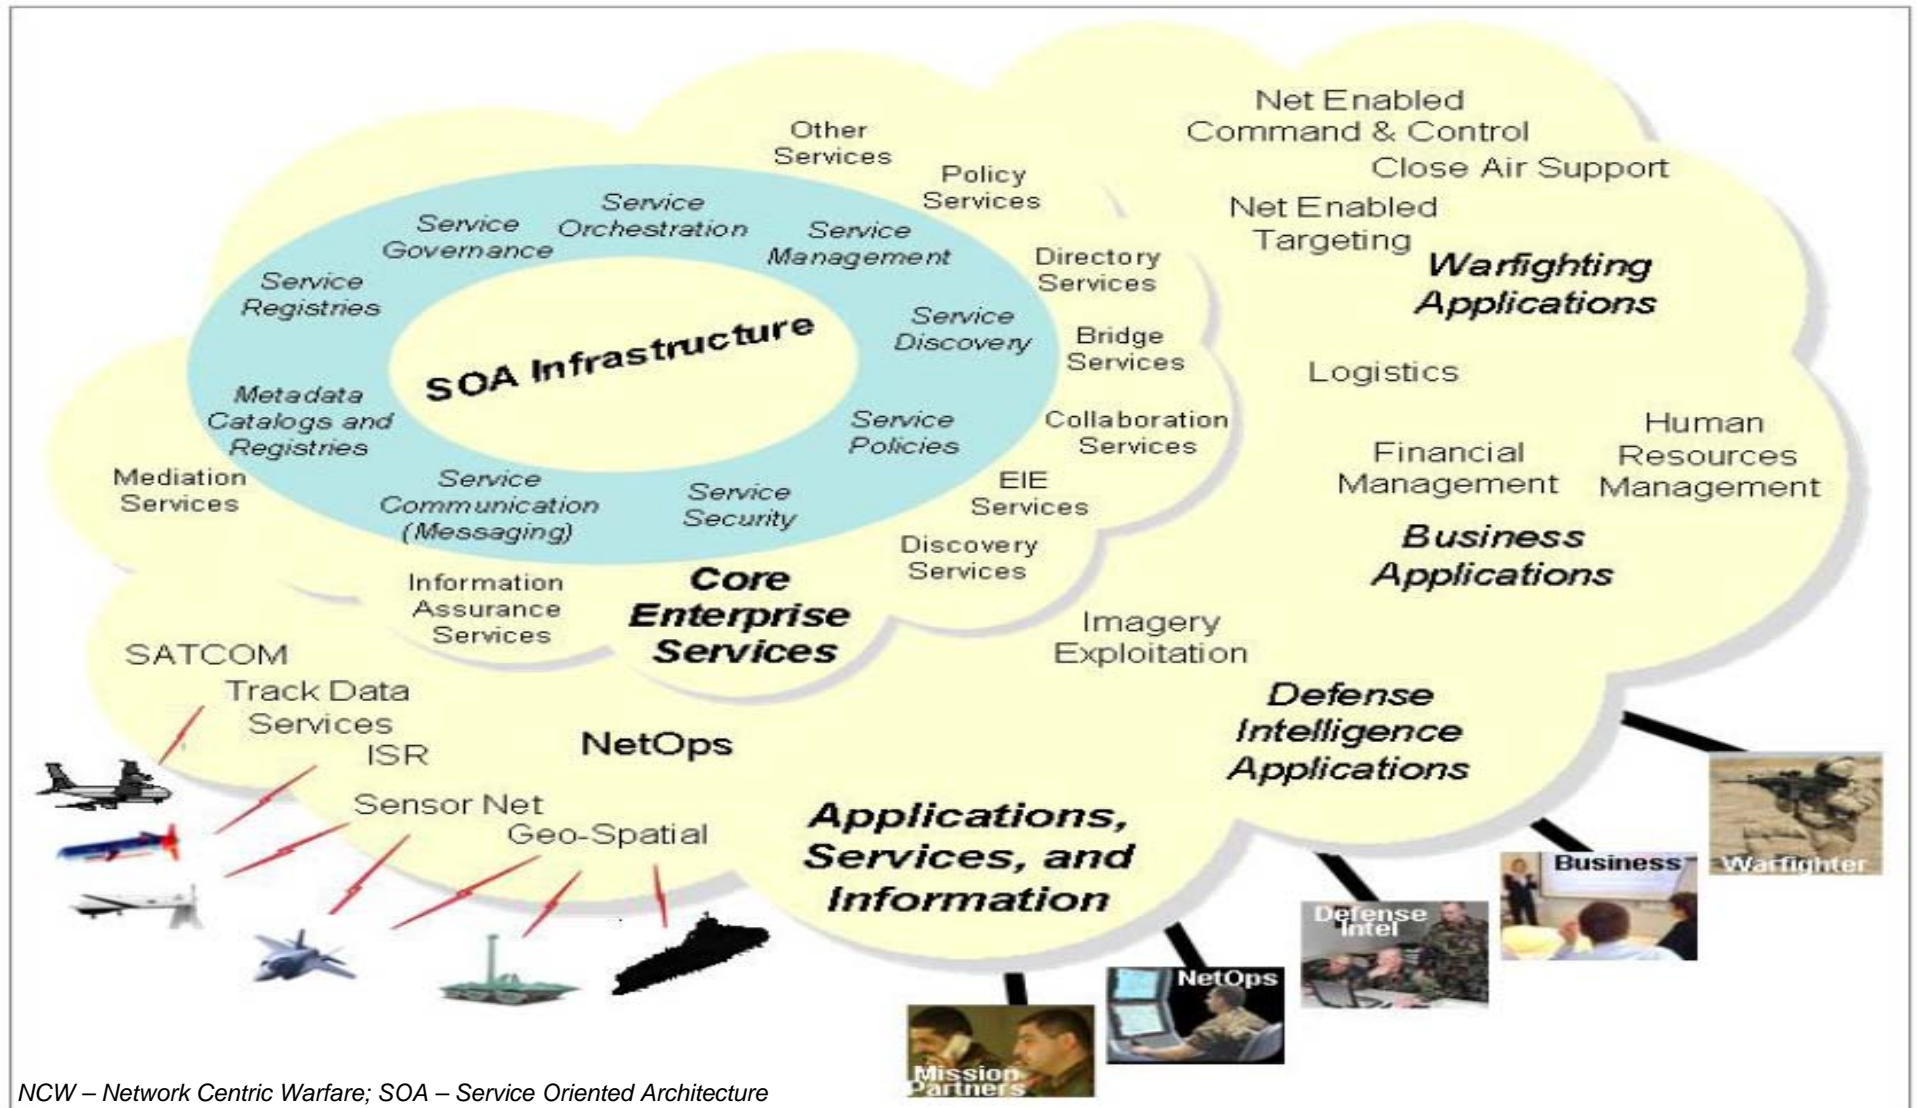 Net Enabled
Command & Control
Close Air Support
Net Enabled
Targeting
Warfighting
Applications
Other
Services
Policy
Services
Directory
Services
Bridge
Services
Collaboration
Services
EIE
Services
Discovery
Services
Service
Orchestration
Service
Governance
Service
Management
Service
Registries
Service
Discovery
SOA Infrastructure
Metadata
Catalogs and
Registries
Service
Policies
Service
Communication
(Messaging)
Service
Security
Mediation
Services
Information
Assurance
Services
Core
Enterprise
Services
Logistics
Financial
Management
Human
Resources
Management
Business
Applications
Imagery
Exploitation
Defense
Intelligence
Applications
SATCOM
Track Data
Services
ISR
NetOps
Sensor Net
Geo-Spatial
Applications,
Services, and
Information
Warfighter
Business
Defense
Intel
NetOps
Mission
Partners
NCW – Network Centric Warfare; SOA – Service Oriented Architecture